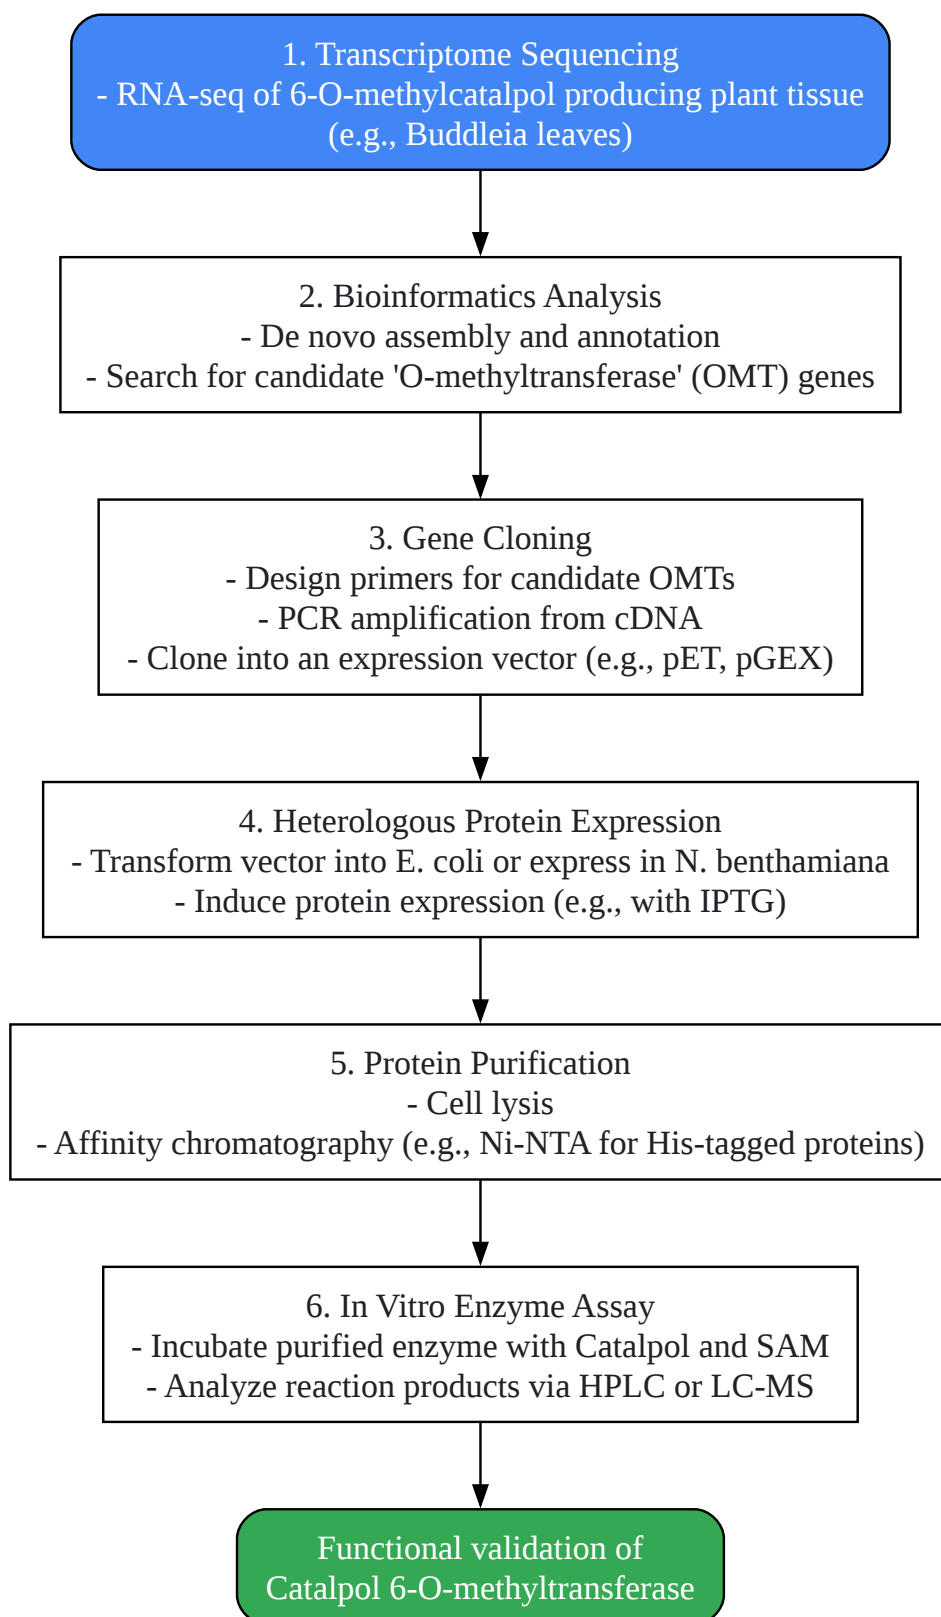 1. Transcriptome Sequencing
- RNA-seq of 6-O-methylcatalpol producing plant tissue
(e.g., Buddleia leaves)
2. Bioinformatics Analysis
- De novo assembly and annotation
- Search for candidate 'O-methyltransferase' (OMT) genes
3. Gene Cloning
- Design primers for candidate OMTs
- PCR amplification from cDNA
- Clone into an expression vector (e.g., pET, pGEX)
4. Heterologous Protein Expression
- Transform vector into E. coli or express in N. benthamiana
- Induce protein expression (e.g., with IPTG)
5. Protein Purification
- Cell lysis
- Affinity chromatography (e.g., Ni-NTA for His-tagged proteins)
6. In Vitro Enzyme Assay
- Incubate purified enzyme with Catalpol and SAM
- Analyze reaction products via HPLC or LC-MS
Functional validation of
Catalpol 6-O-methyltransferase